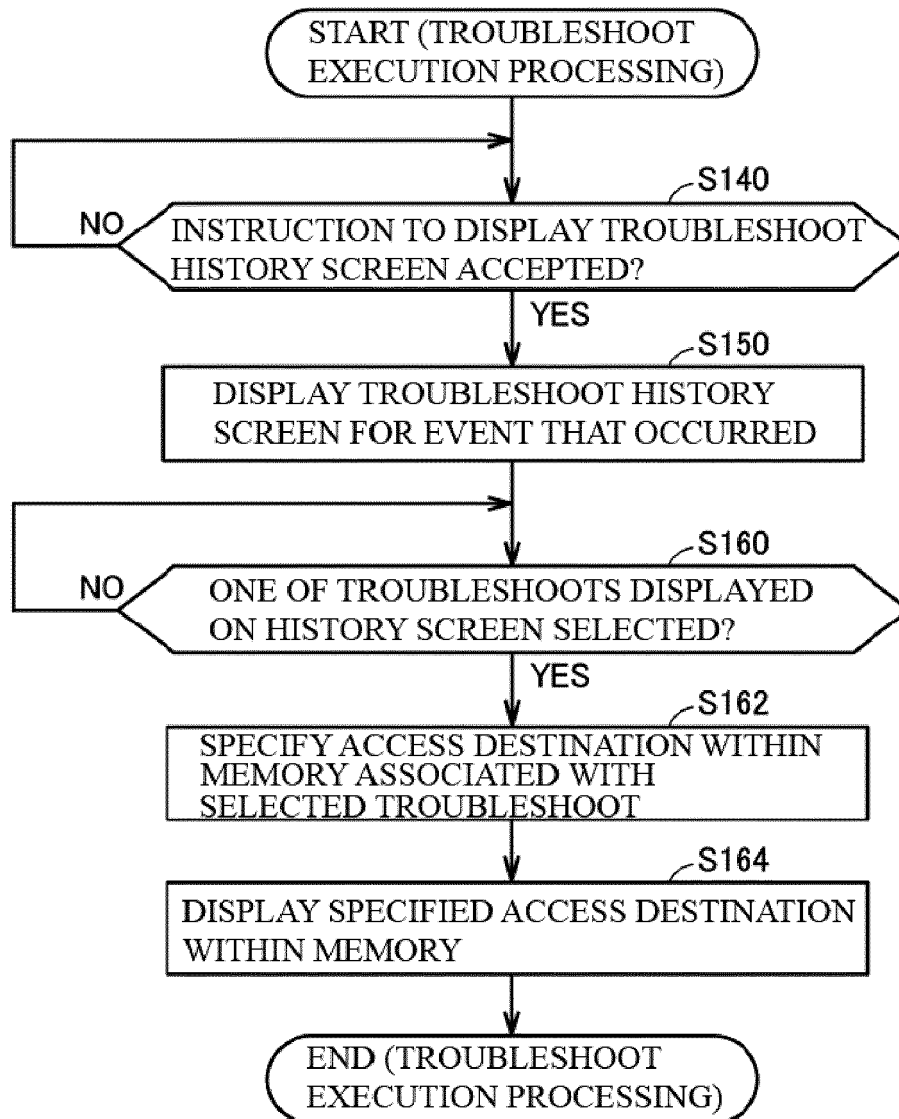 START (TROUBLESHOOT
EXECUTION PROCESSING)
S140
NO
INSTRUCTION TO DISPLAY TROUBLESHOOT
HISTORY SCREEN ACCEPTED?
YES
S150
DISPLAY TROUBLESHOOT HISTORY
SCREEN FOR EVENT THAT OCCURRED
S160
NO
ONE OF TROUBLESHOOTS DISPLAYED
ON HISTORY SCREEN SELECTED?
YES
S162
SPECIFY ACCESS DESTINATION WITHIN
MEMORY ASSOCIATED WITH
SELECTED TROUBLESHOOT
S164
DISPLAY SPECIFIED ACCESS DESTINATION
WITHIN MEMORY
END (TROUBLESHOOT
EXECUTION PROCESSING)